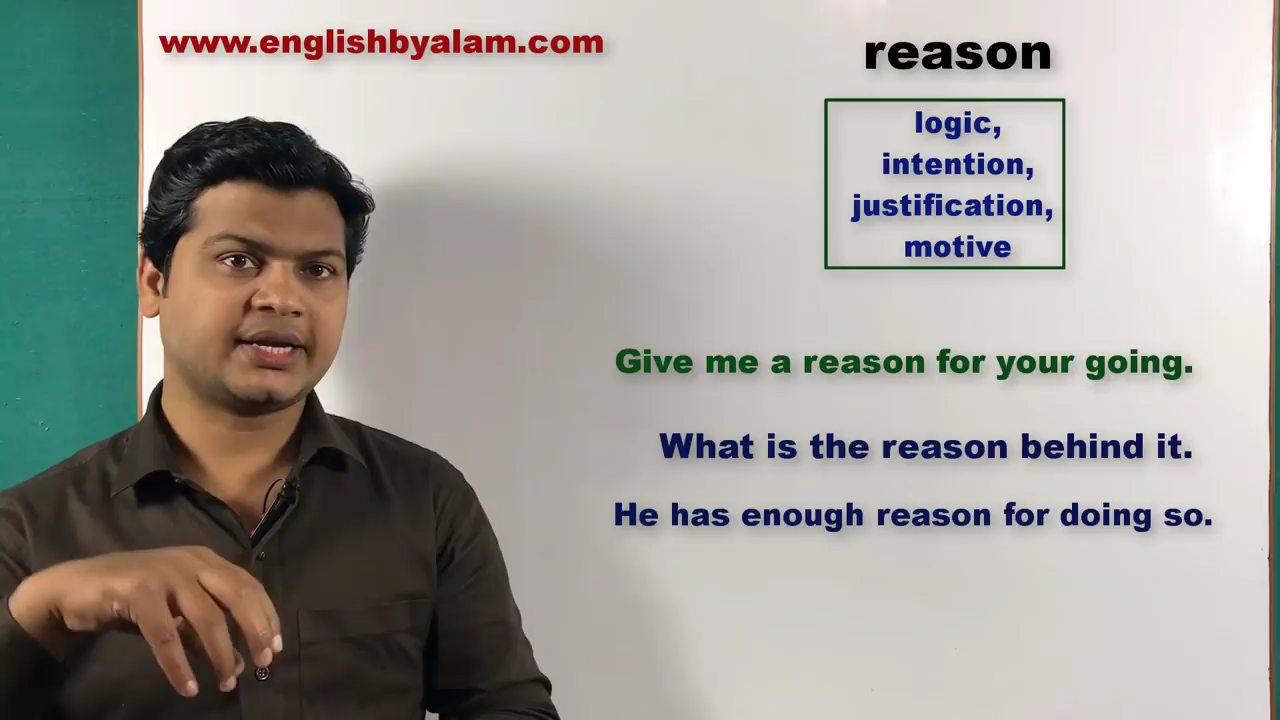 www.englishbyalam.com
reason
logic,
intention,
justification,
motive
Give me a reason for your going.
What is the reason behind it.
He has enough reason for doing so.